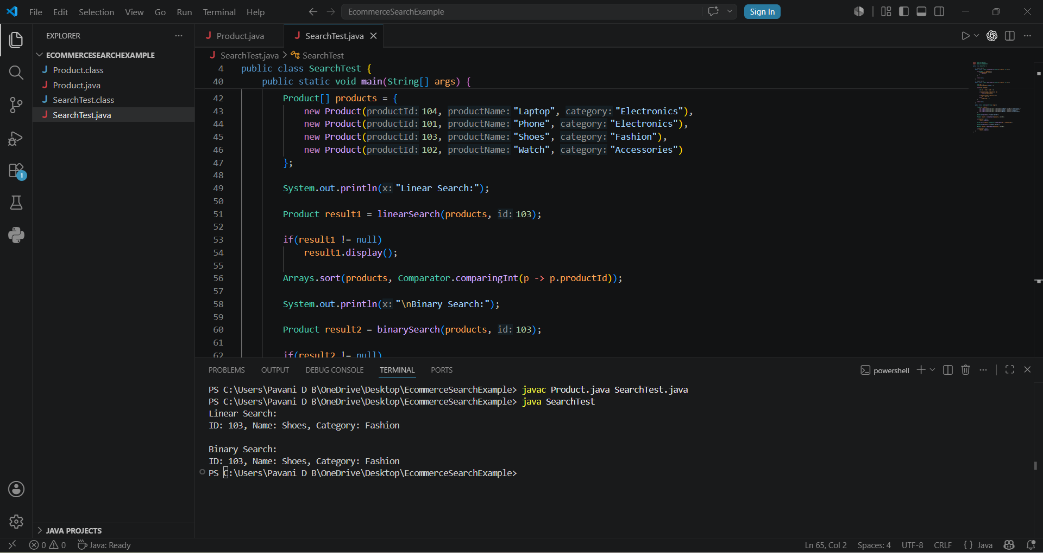 File Edit Selection View Go Run Terminal Help
EcommerceSearchExample
Sign In
EXPLORER
ECOMMERCESEARCHEXAMPLE
J Product.class
J Product.java
J SearchTest.class
J SearchTest.java
1
JAVA PROJECTS
J Product.java
J SearchTest.java
J SearchTest.java > SearchTest
4 public class SearchTest {
40 public static void main(String[] args) {
42 Product[] products = {
43 new Product(productId: 104, productName: "Laptop", category: "Electronics"),
44 new Product(productId: 101, productName: "Phone", category: "Electronics"),
45 new Product(productId: 103, productName: "Shoes", category: "Fashion"),
46 new Product(productId: 102, productName: "Watch", category: "Accessories")
47 };
48
49 System.out.println(x: "Linear Search:");
50
51 Product result1 = linearSearch(products, id: 103);
52
53 if(result1 != null)
54 result1.display();
55
56 Arrays.sort(products, Comparator.comparingInt(p -> p.productId));
57
58 System.out.println(x: "\nBinary Search:");
59
60 Product result2 = binarySearch(products, id: 103);
61
62 if(result2 != null)
PROBLEMS OUTPUT DEBUG CONSOLE TERMINAL PORTS
powershell
PS C:\Users\Pavani D B\OneDrive\Desktop\EcommerceSearchExample> javac Product.java SearchTest.java
PS C:\Users\Pavani D B\OneDrive\Desktop\EcommerceSearchExample> java SearchTest
Linear Search:
ID: 103, Name: Shoes, Category: Fashion
Binary Search:
ID: 103, Name: Shoes, Category: Fashion
PS C:\Users\Pavani D B\OneDrive\Desktop\EcommerceSearchExample>
0 0 Java: Ready
Ln 65, Col 2 Spaces: 4 UTF-8 CRLF {} Java